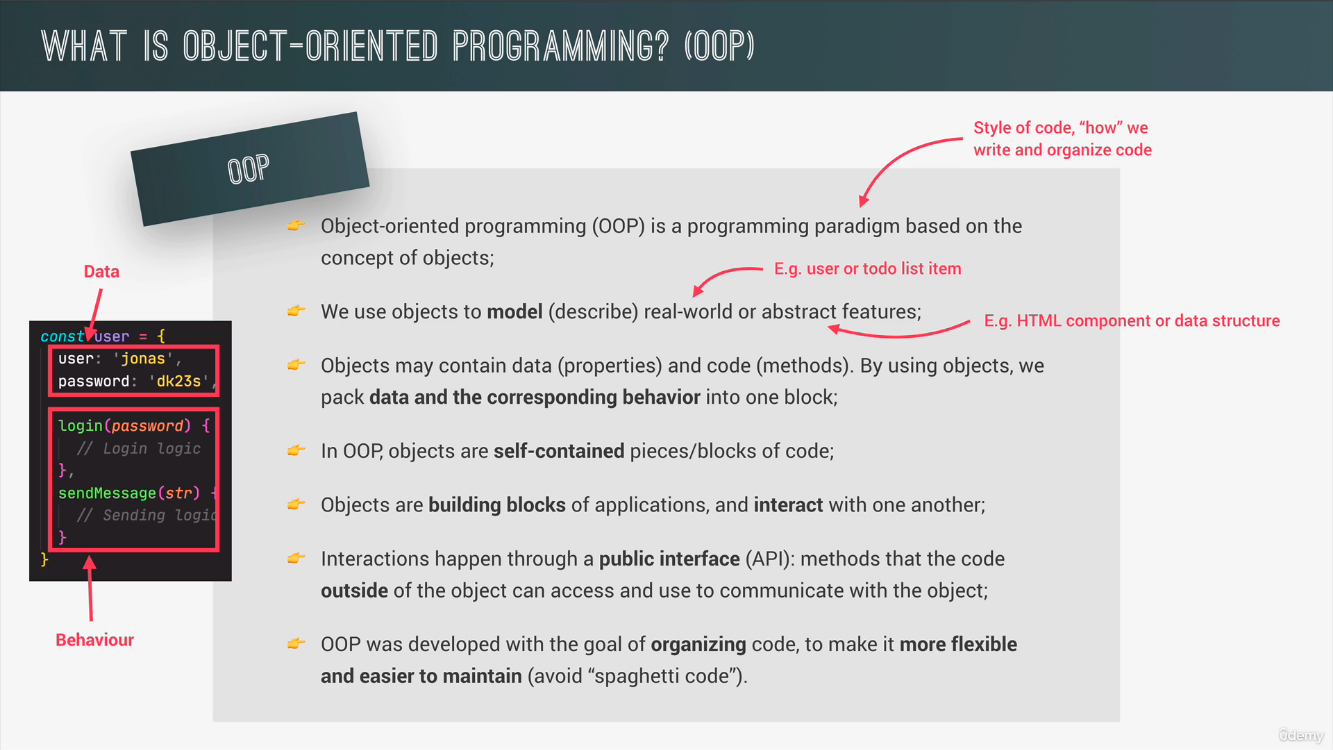 WHAT IS OBJECT-ORIENTED PROGRAMMING? (OOP)
OOP
Style of code, “how” we
write and organize code
👉 Object-oriented programming (OOP) is a programming paradigm based on the
concept of objects;
E.g. user or todo list item
👉 We use objects to model (describe) real-world or abstract features;
E.g. HTML component or data structure
👉 Objects may contain data (properties) and code (methods). By using objects, we
pack data and the corresponding behavior into one block;
👉 In OOP, objects are self-contained pieces/blocks of code;
👉 Objects are building blocks of applications, and interact with one another;
👉 Interactions happen through a public interface (API): methods that the code
outside of the object can access and use to communicate with the object;
👉 OOP was developed with the goal of organizing code, to make it more flexible
and easier to maintain (avoid “spaghetti code”).
Data
const user = {
user: 'jonas',
password: 'dk23s',
login(password) {
// Login logic
},
sendMessage(str) {
// Sending logic
}
}
Behaviour
ûdemy